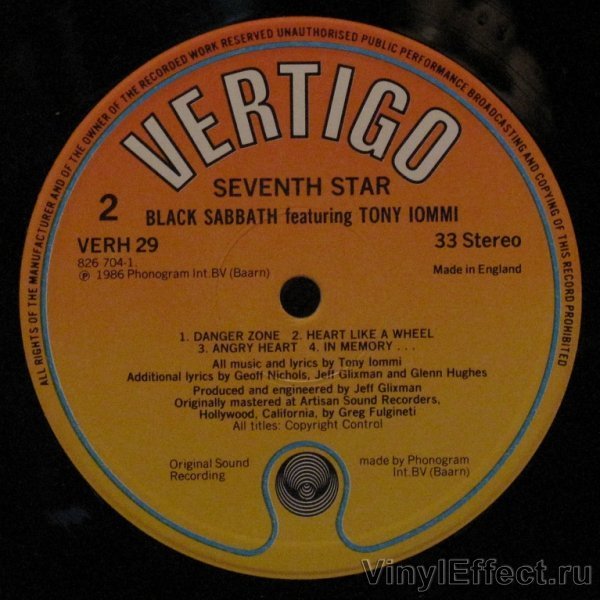 ALL RIGHTS OF THE MANUFACTURER AND OF THE OWNER OF THE RECORDED WORK RESERVED UNAUTHORISED PUBLIC PERFORMANCE BROADCASTING AND COPYING OF THIS RECORD PROHIBITED
VERTIGO
SEVENTH STAR
2
BLACK SABBATH featuring TONY IOMMI
VERH 29
33 Stereo
826 704-1.
Ⓟ 1986 Phonogram Int.BV (Baarn)
Made in England
1. DANGER ZONE 2. HEART LIKE A WHEEL
3. ANGRY HEART 4. IN MEMORY . . .
All music and lyrics by Tony Iommi
Additional lyrics by Geoff Nichols, Jeff Glixman and Glenn Hughes
Produced and engineered by Jeff Glixman
Originally mastered at Artisan Sound Recorders,
Hollywood, California, by Greg Fulgineti
All titles: Copyright Control
Original Sound
Recording
made by Phonogram
Int.BV (Baarn)
VinylEffect.ru